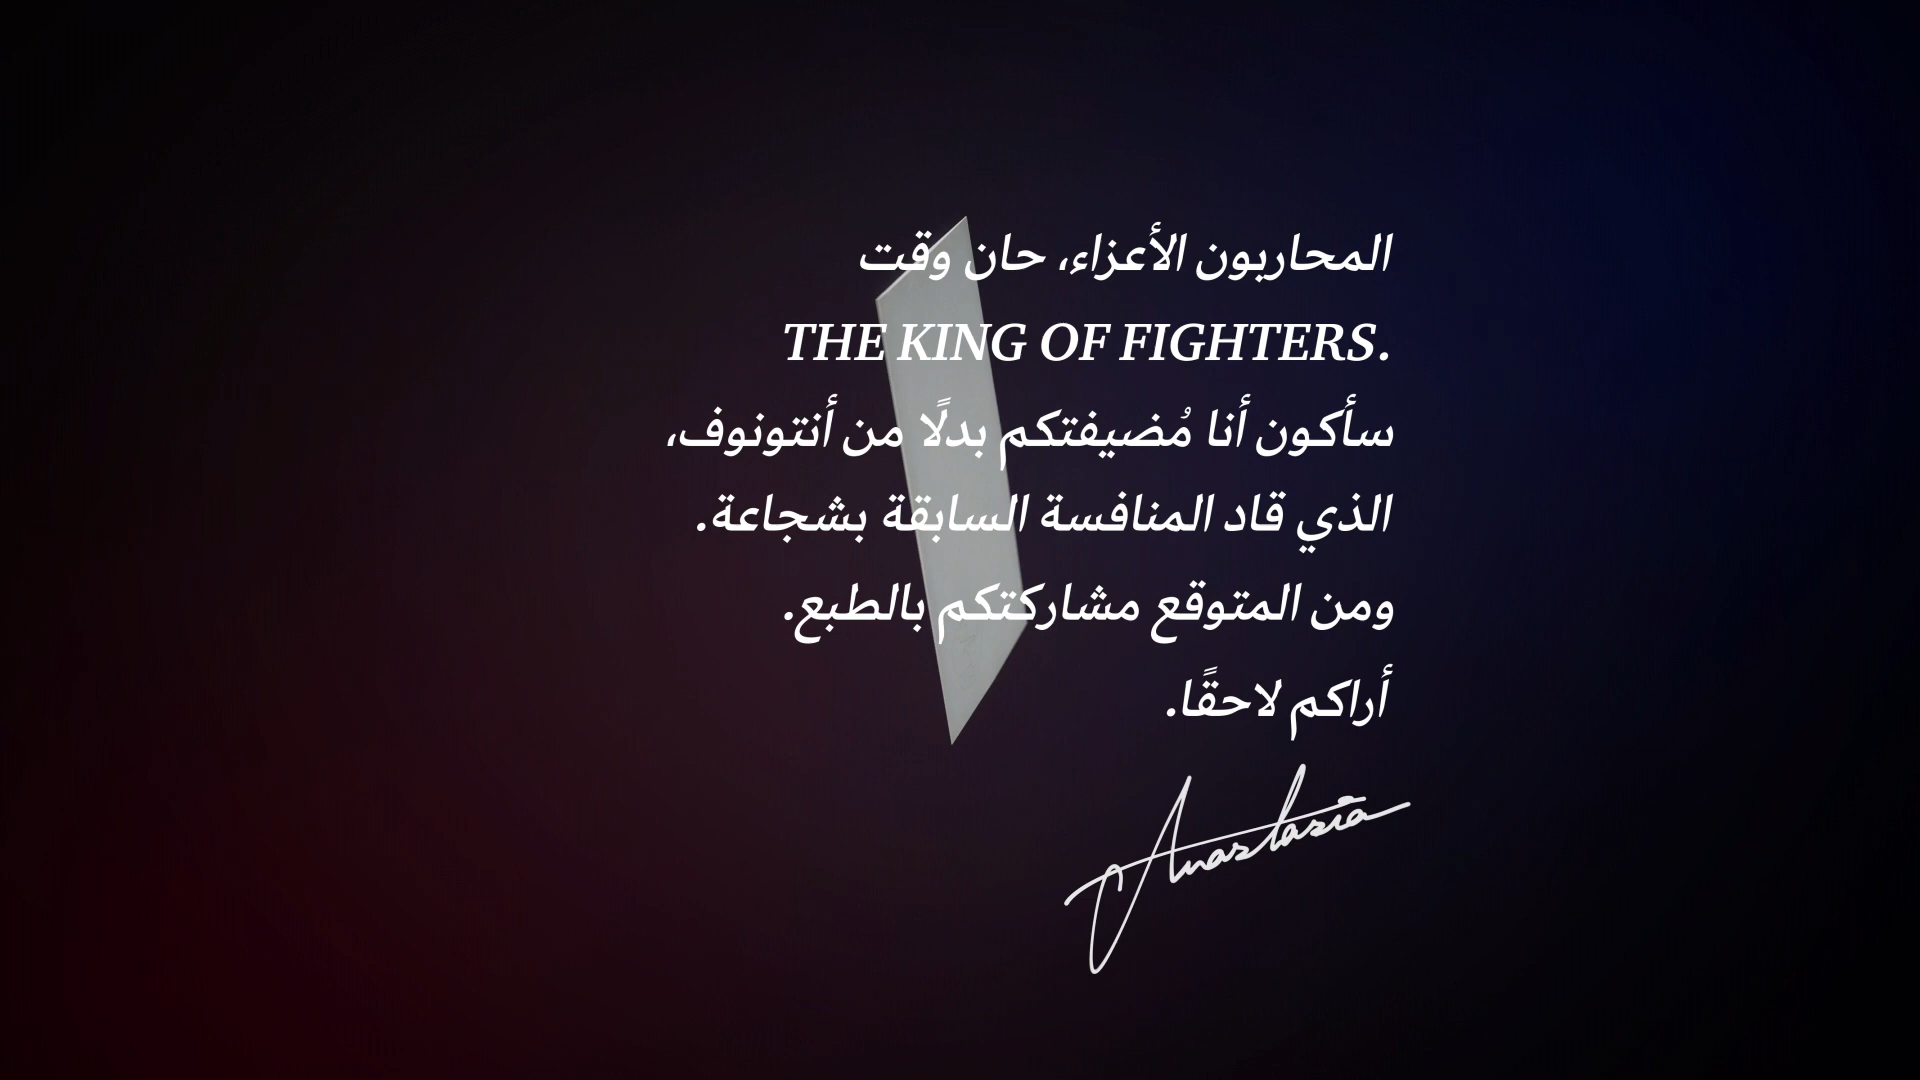 المحاربون الأعزاء، حان وقت
THE KING OF FIGHTERS.
سأكون أنا مُضيفتكم بدلًا من أنتونوف،
الذي قاد المنافسة السابقة بشجاعة.
ومن المتوقع مشاركتكم بالطبع.
أراكم لاحقًا.
Anastasia